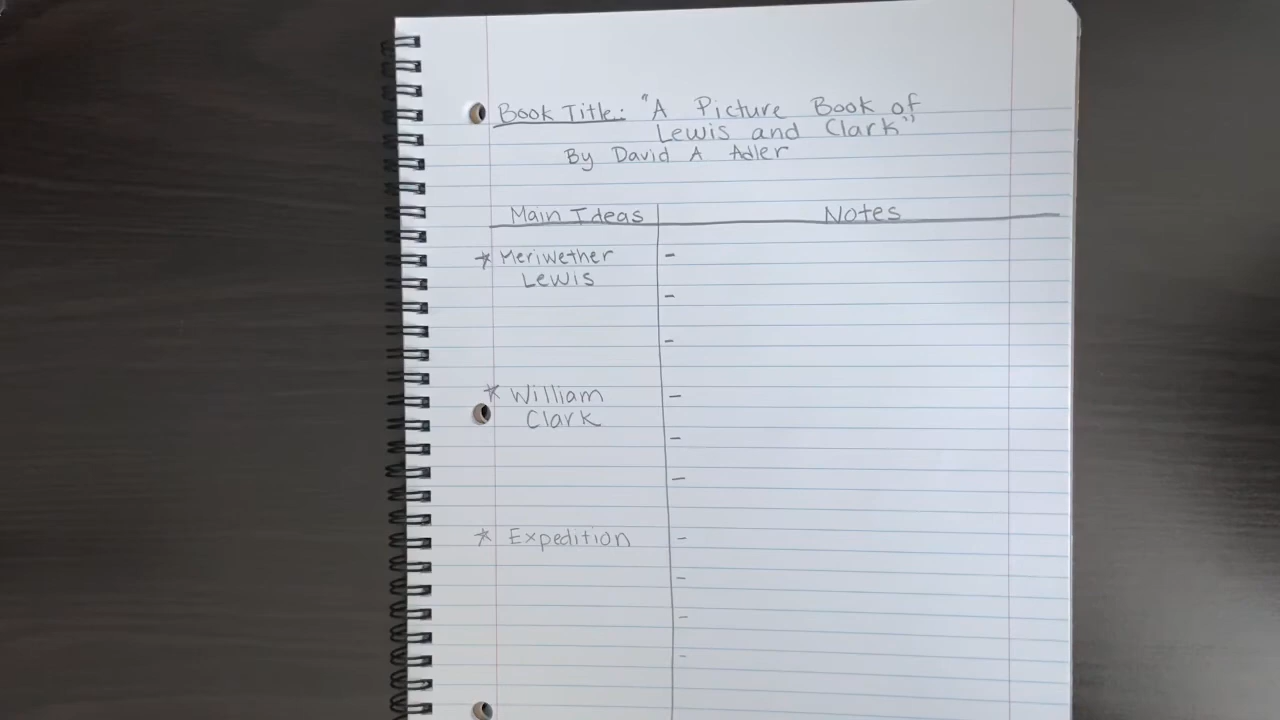 Book Title: "A Picture Book of
Lewis and Clark"
By David A Adler
Main Ideas Notes
* Meriwether -
Lewis
-
-
* William -
Clark
-
-
* Expedition -
-
-
-